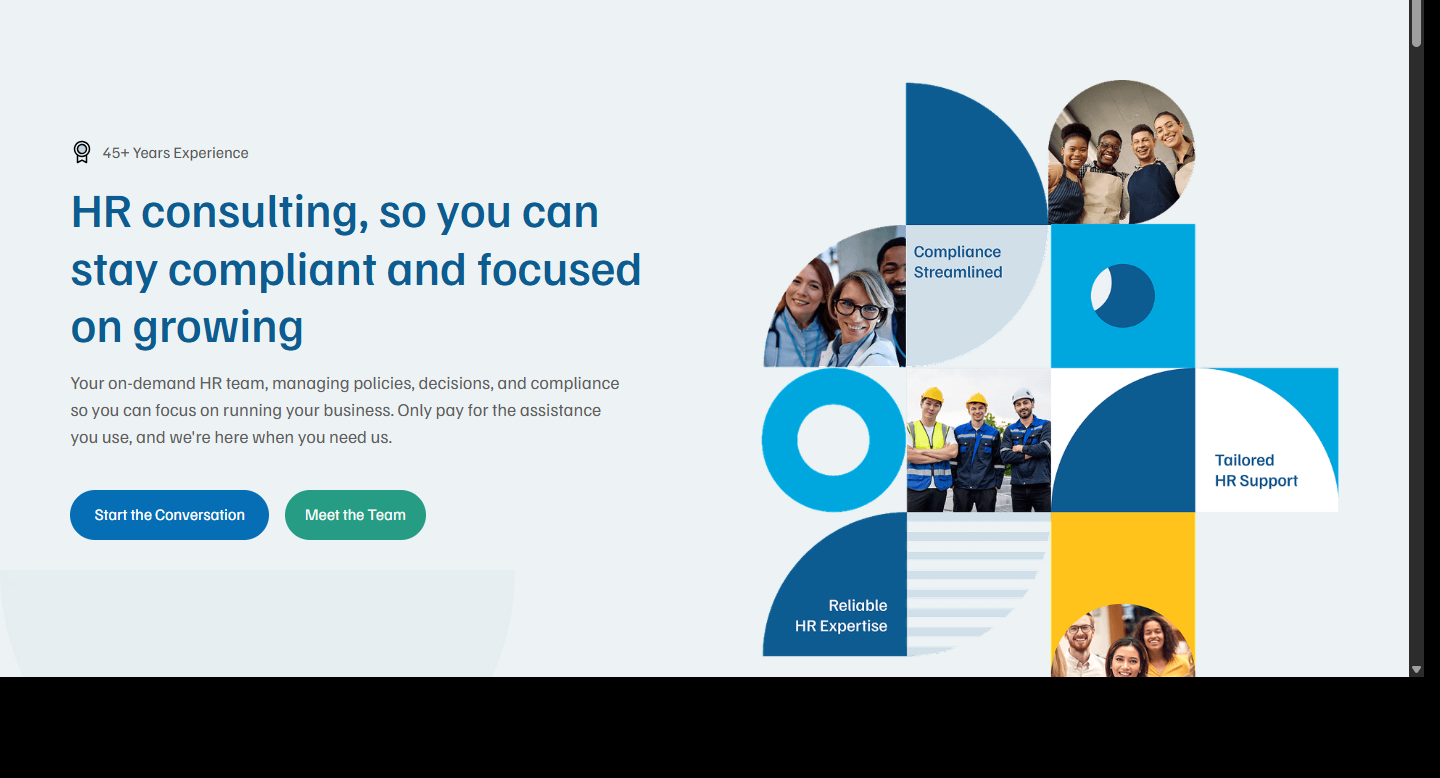 45+ Years Experience
HR consulting, so you can
stay compliant and focused
on growing
Your on-demand HR team, managing policies, decisions, and compliance
so you can focus on running your business. Only pay for the assistance
you use, and we're here when you need us.
Start the Conversation
Meet the Team
Compliance
Streamlined
Tailored
HR Support
Reliable
HR Expertise